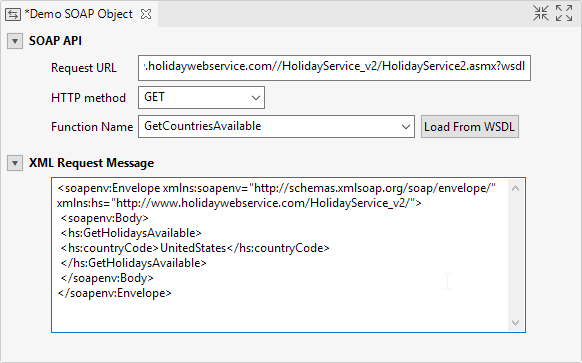 *Demo SOAP Object
SOAP API
Request URL
.holidaywebservice.com//HolidayService_v2/HolidayService2.asmx?wsdl
HTTP method
GET
Function Name
GetCountriesAvailable
Load From WSDL
XML Request Message
<soapenv:Envelope xmlns:soapenv="http://schemas.xmlsoap.org/soap/envelope/"
xmlns:hs="http://www.holidaywebservice.com/HolidayService_v2/">
<soapenv:Body>
<hs:GetHolidaysAvailable>
<hs:countryCode>UnitedStates</hs:countryCode>
</hs:GetHolidaysAvailable>
</soapenv:Body>
</soapenv:Envelope>